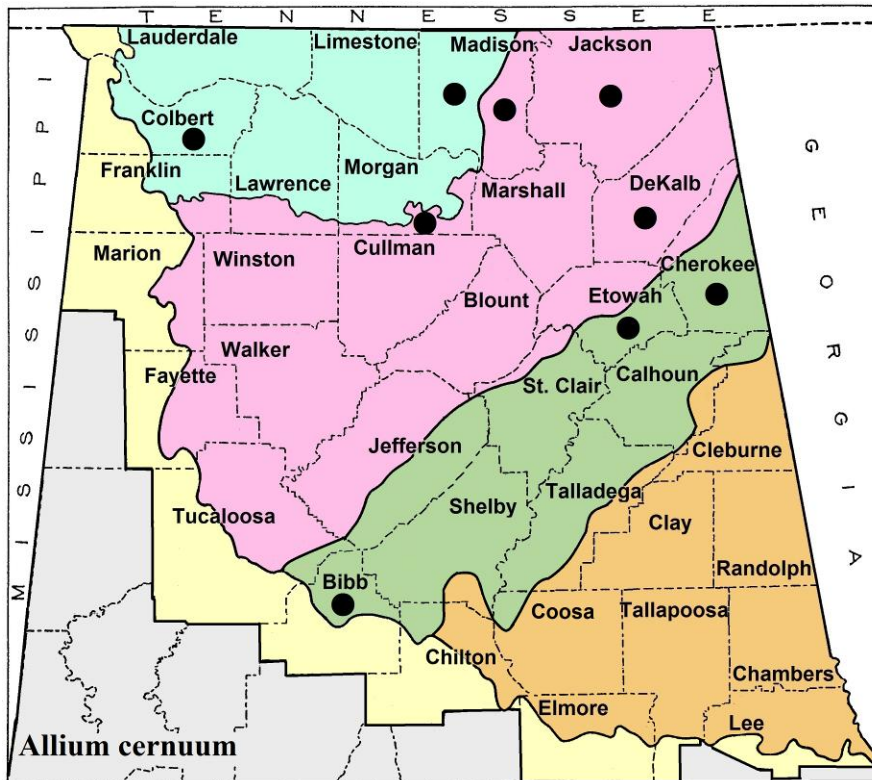 TENNESSEE
Lauderdale Limestone Madison Jackson
Colbert
Franklin Lawrence Morgan Marshall DeKalb
Marion Winston Cullman Cherokee
Blount Etowah
Walker
Fayette St. Clair Calhoun
Jefferson Cleburne
Tucaloosa Shelby Talladega
Clay
Bibb Randolph
Coosa Tallapoosa
Chilton Chambers
Elmore Lee
MISSISSIPPI
GEORGIA
Allium cernuum